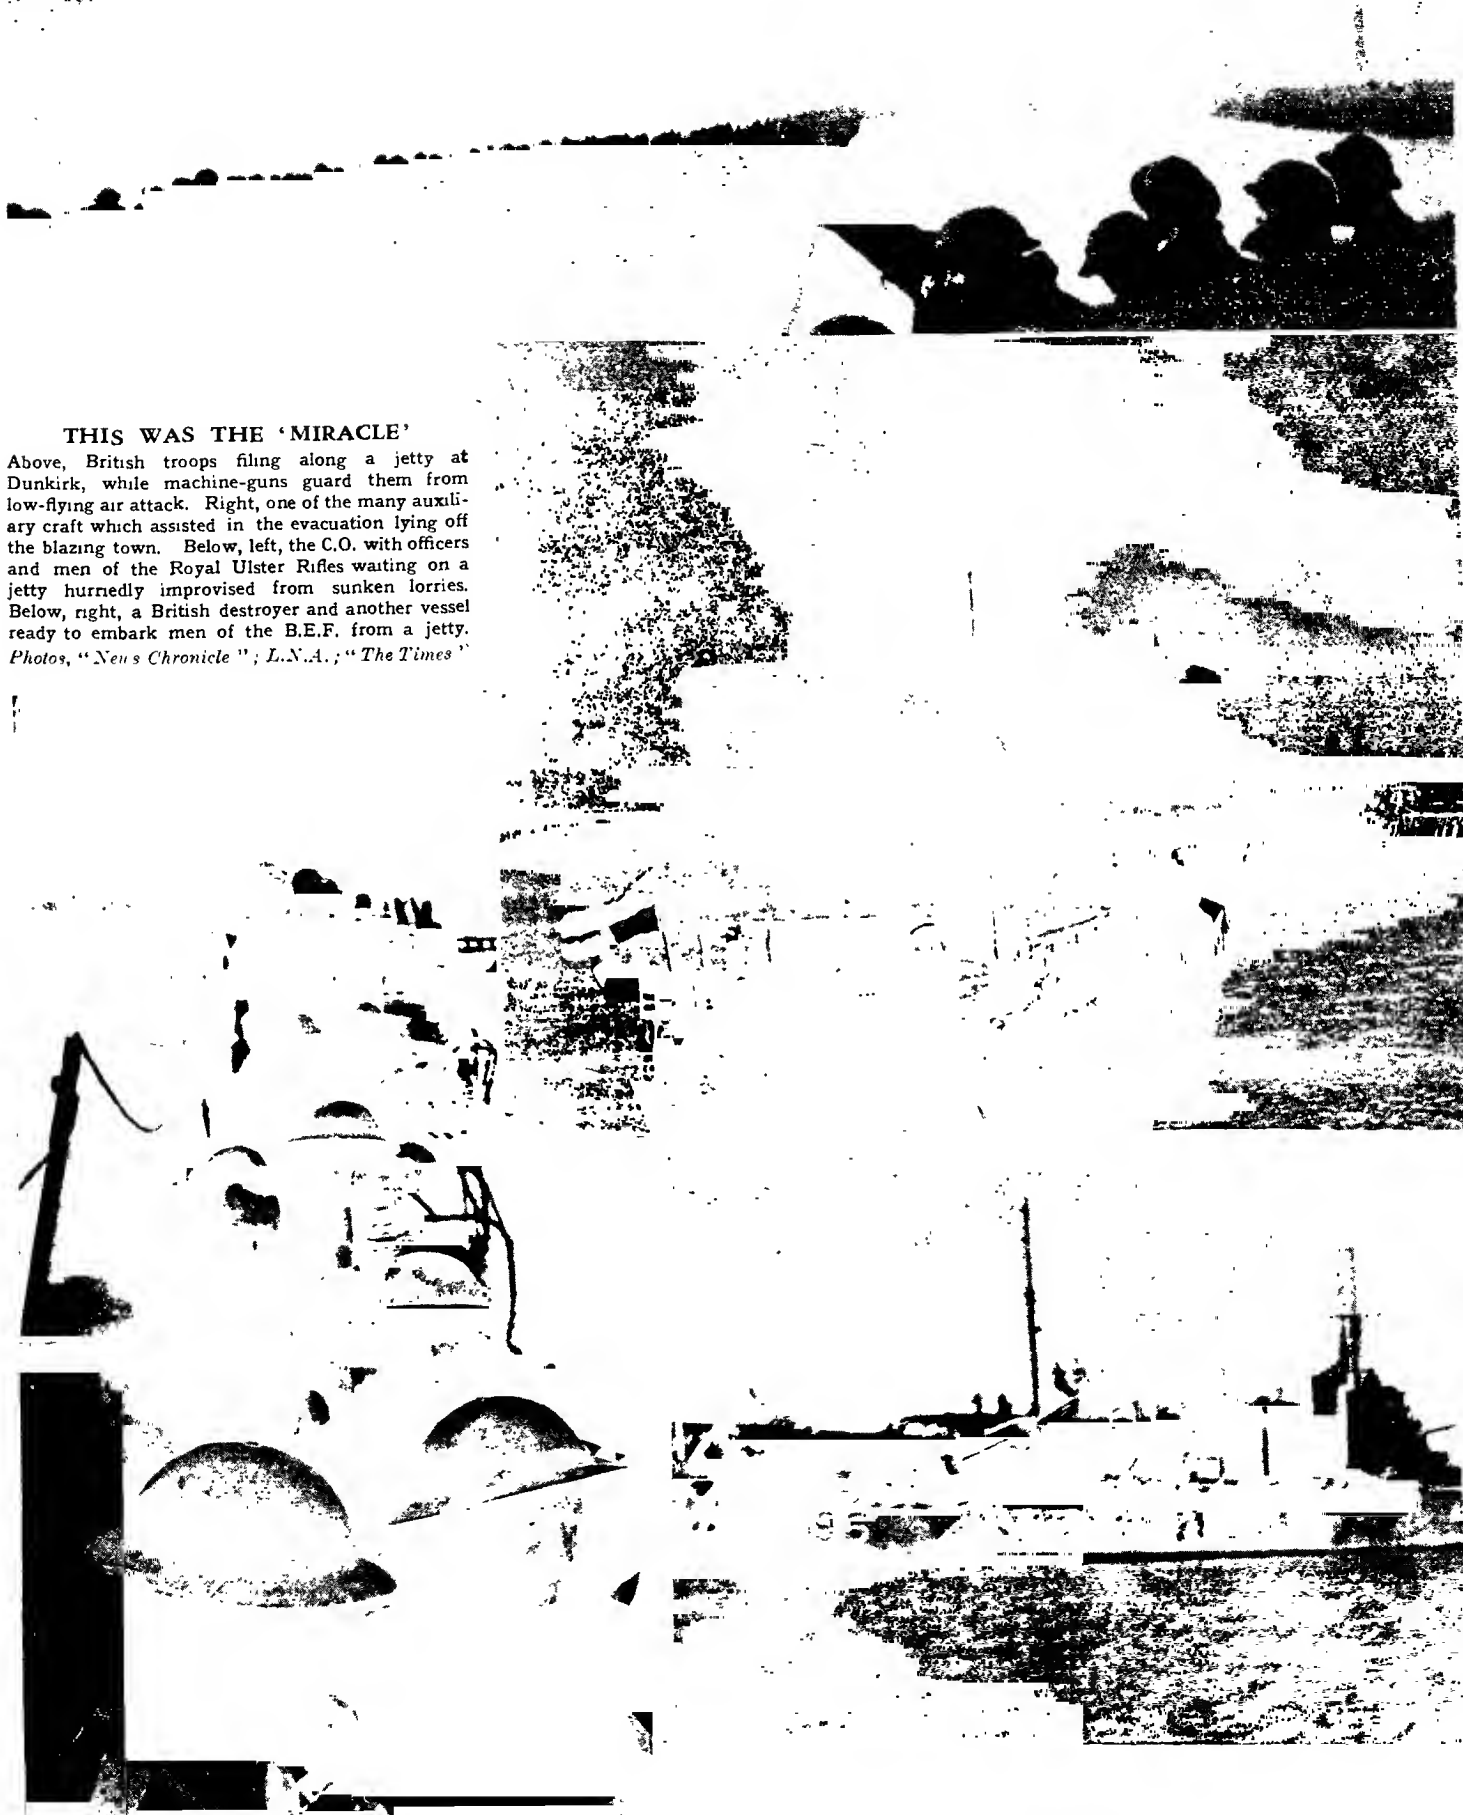 THIS WAS THE ‘MIRACLE’
Above, British troops filing along a jetty at
Dunkirk, while machine-guns guard them from
low-flying air attack. Right, one of the many auxili-
ary craft which assisted in the evacuation lying off
the blazing town. Below, left, the C.O. with officers
and men of the Royal Ulster Rifles waiting on a
jetty hurriedly improvised from sunken lorries.
Below, right, a British destroyer and another vessel
ready to embark men of the B.E.F. from a jetty.
Photos, “News Chronicle”; L.N.A.; “The Times”